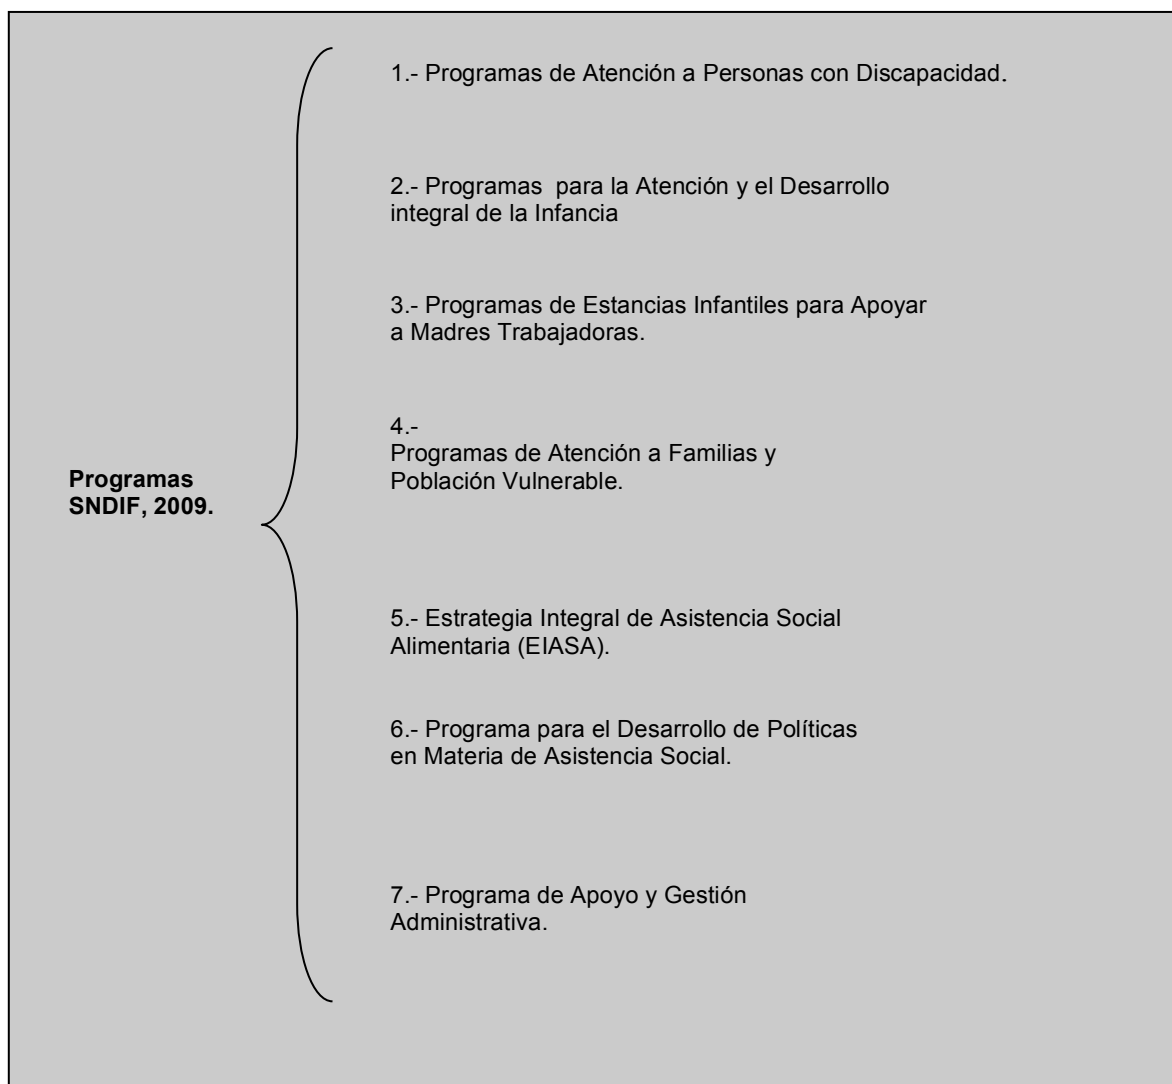 1.- Programas de Atención a Personas con Discapacidad.
2.- Programas para la Atención y el Desarrollo
integral de la Infancia
3.- Programas de Estancias Infantiles para Apoyar
a Madres Trabajadoras.
4.-
Programas de Atención a Familias y
Población Vulnerable.
Programas
SNDIF, 2009.
5.- Estrategia Integral de Asistencia Social
Alimentaria (EIASA).
6.- Programa para el Desarrollo de Políticas
en Materia de Asistencia Social.
7.- Programa de Apoyo y Gestión
Administrativa.